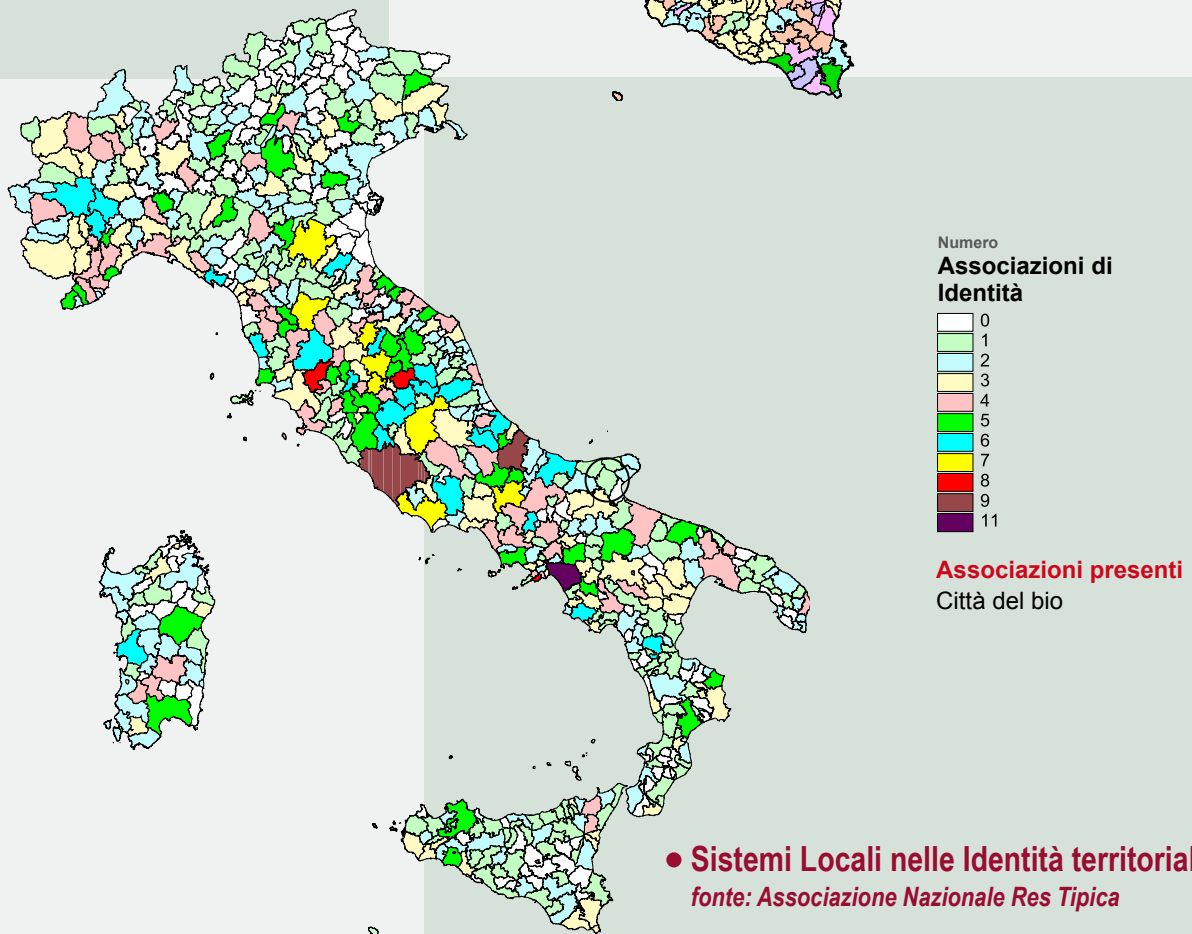 Numero
Associazioni di
Identità
0
1
2
3
4
5
6
7
8
9
11
Associazioni presenti
Città del bio
• Sistemi Locali nelle Identità territorial
fonte: Associazione Nazionale Res Tipica